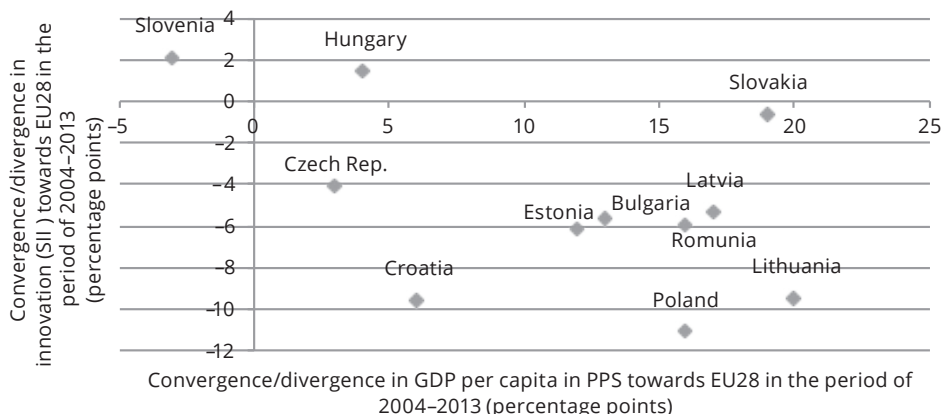 Convergence/divergence in
innovation (SII ) towards EU28 in the
period of 2004–2013
(percentage points)
4
2
0
−2
−4
−6
−8
−10
−12
−5
0
5
10
15
20
25
Slovenia
Hungary
Slovakia
Czech Rep.
Latvia
Estonia
Bulgaria
Romunia
Croatia
Lithuania
Poland
Convergence/divergence in GDP per capita in PPS towards EU28 in the period of
2004–2013 (percentage points)